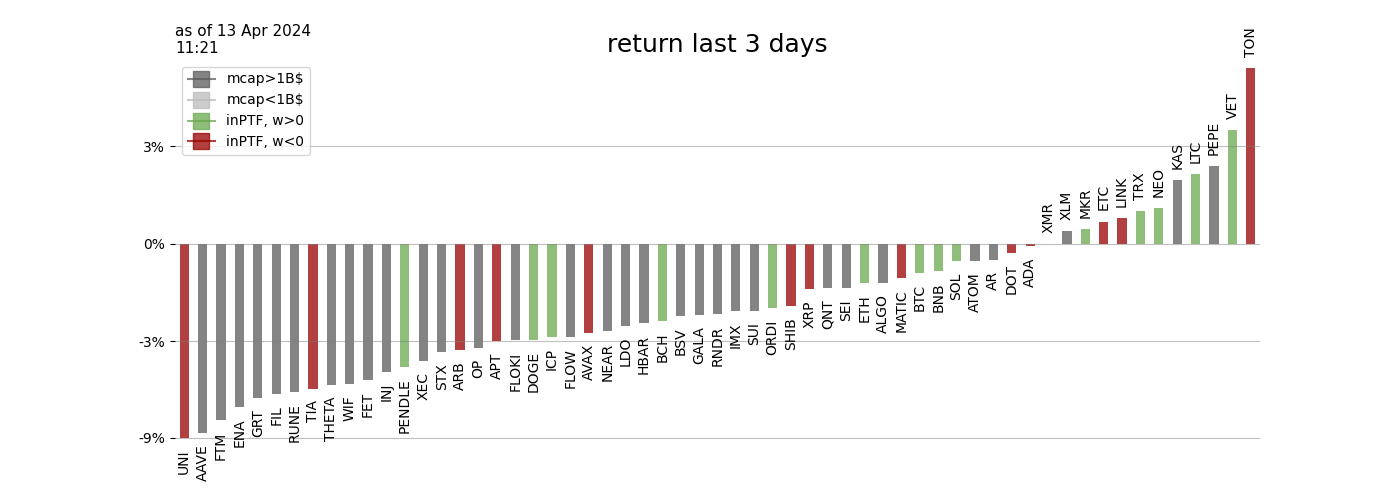 as of 13 Apr 2024
11:21
return last 3 days
mcap>1B$
mcap<1B$
inPTF, w>0
inPTF, w<0
3%
0%
-3%
-9%
UNI
AAVE
FTM
ENA
GRT
FIL
RUNE
TIA
THETA
WIF
FET
INJ
PENDLE
XEC
STX
ARB
OP
APT
FLOKI
DOGE
ICP
FLOW
AVAX
NEAR
LDO
HBAR
BCH
BSV
GALA
RNDR
IMX
SUI
ORDI
SHIB
XRP
QNT
SEI
ETH
ALGO
MATIC
BTC
BNB
SOL
ATOM
AR
DOT
ADA
XMR
XLM
MKR
ETC
LINK
TRX
NEO
KAS
LTC
PEPE
VET
TON